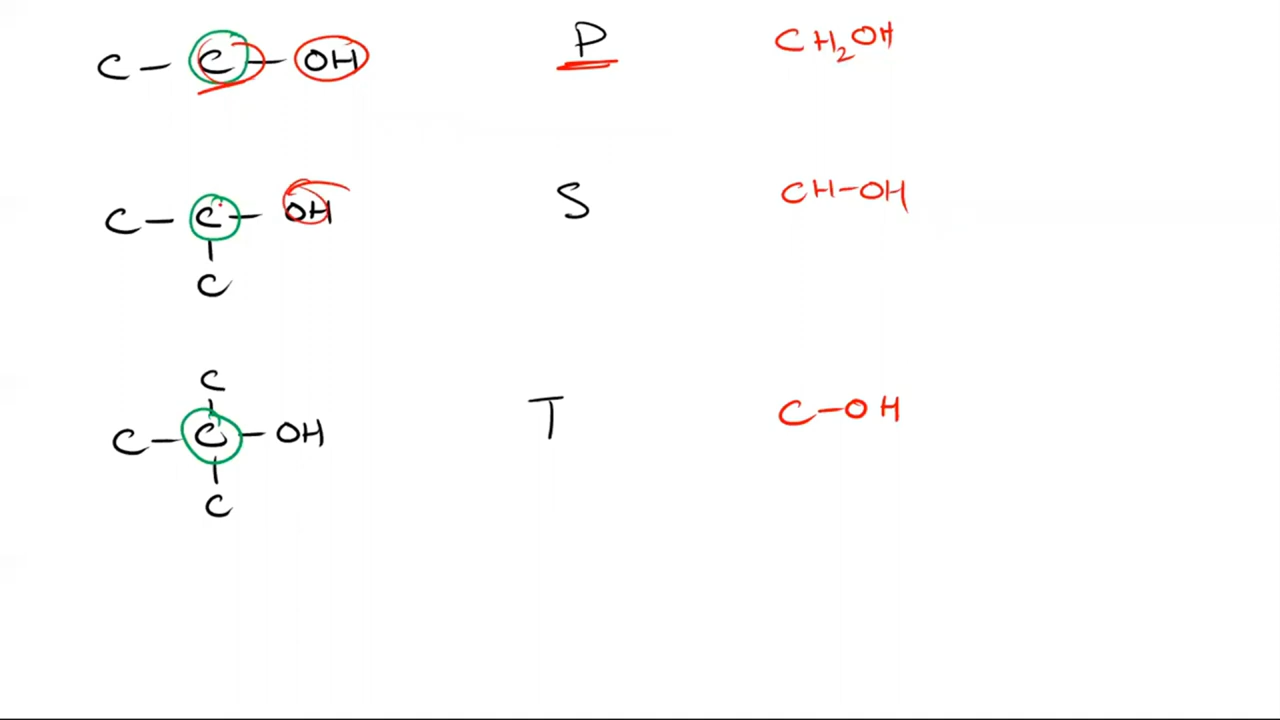 C – C – OH P CH₂OH
C – C – OH S CH–OH
C
C
C – C – OH T C–OH
C